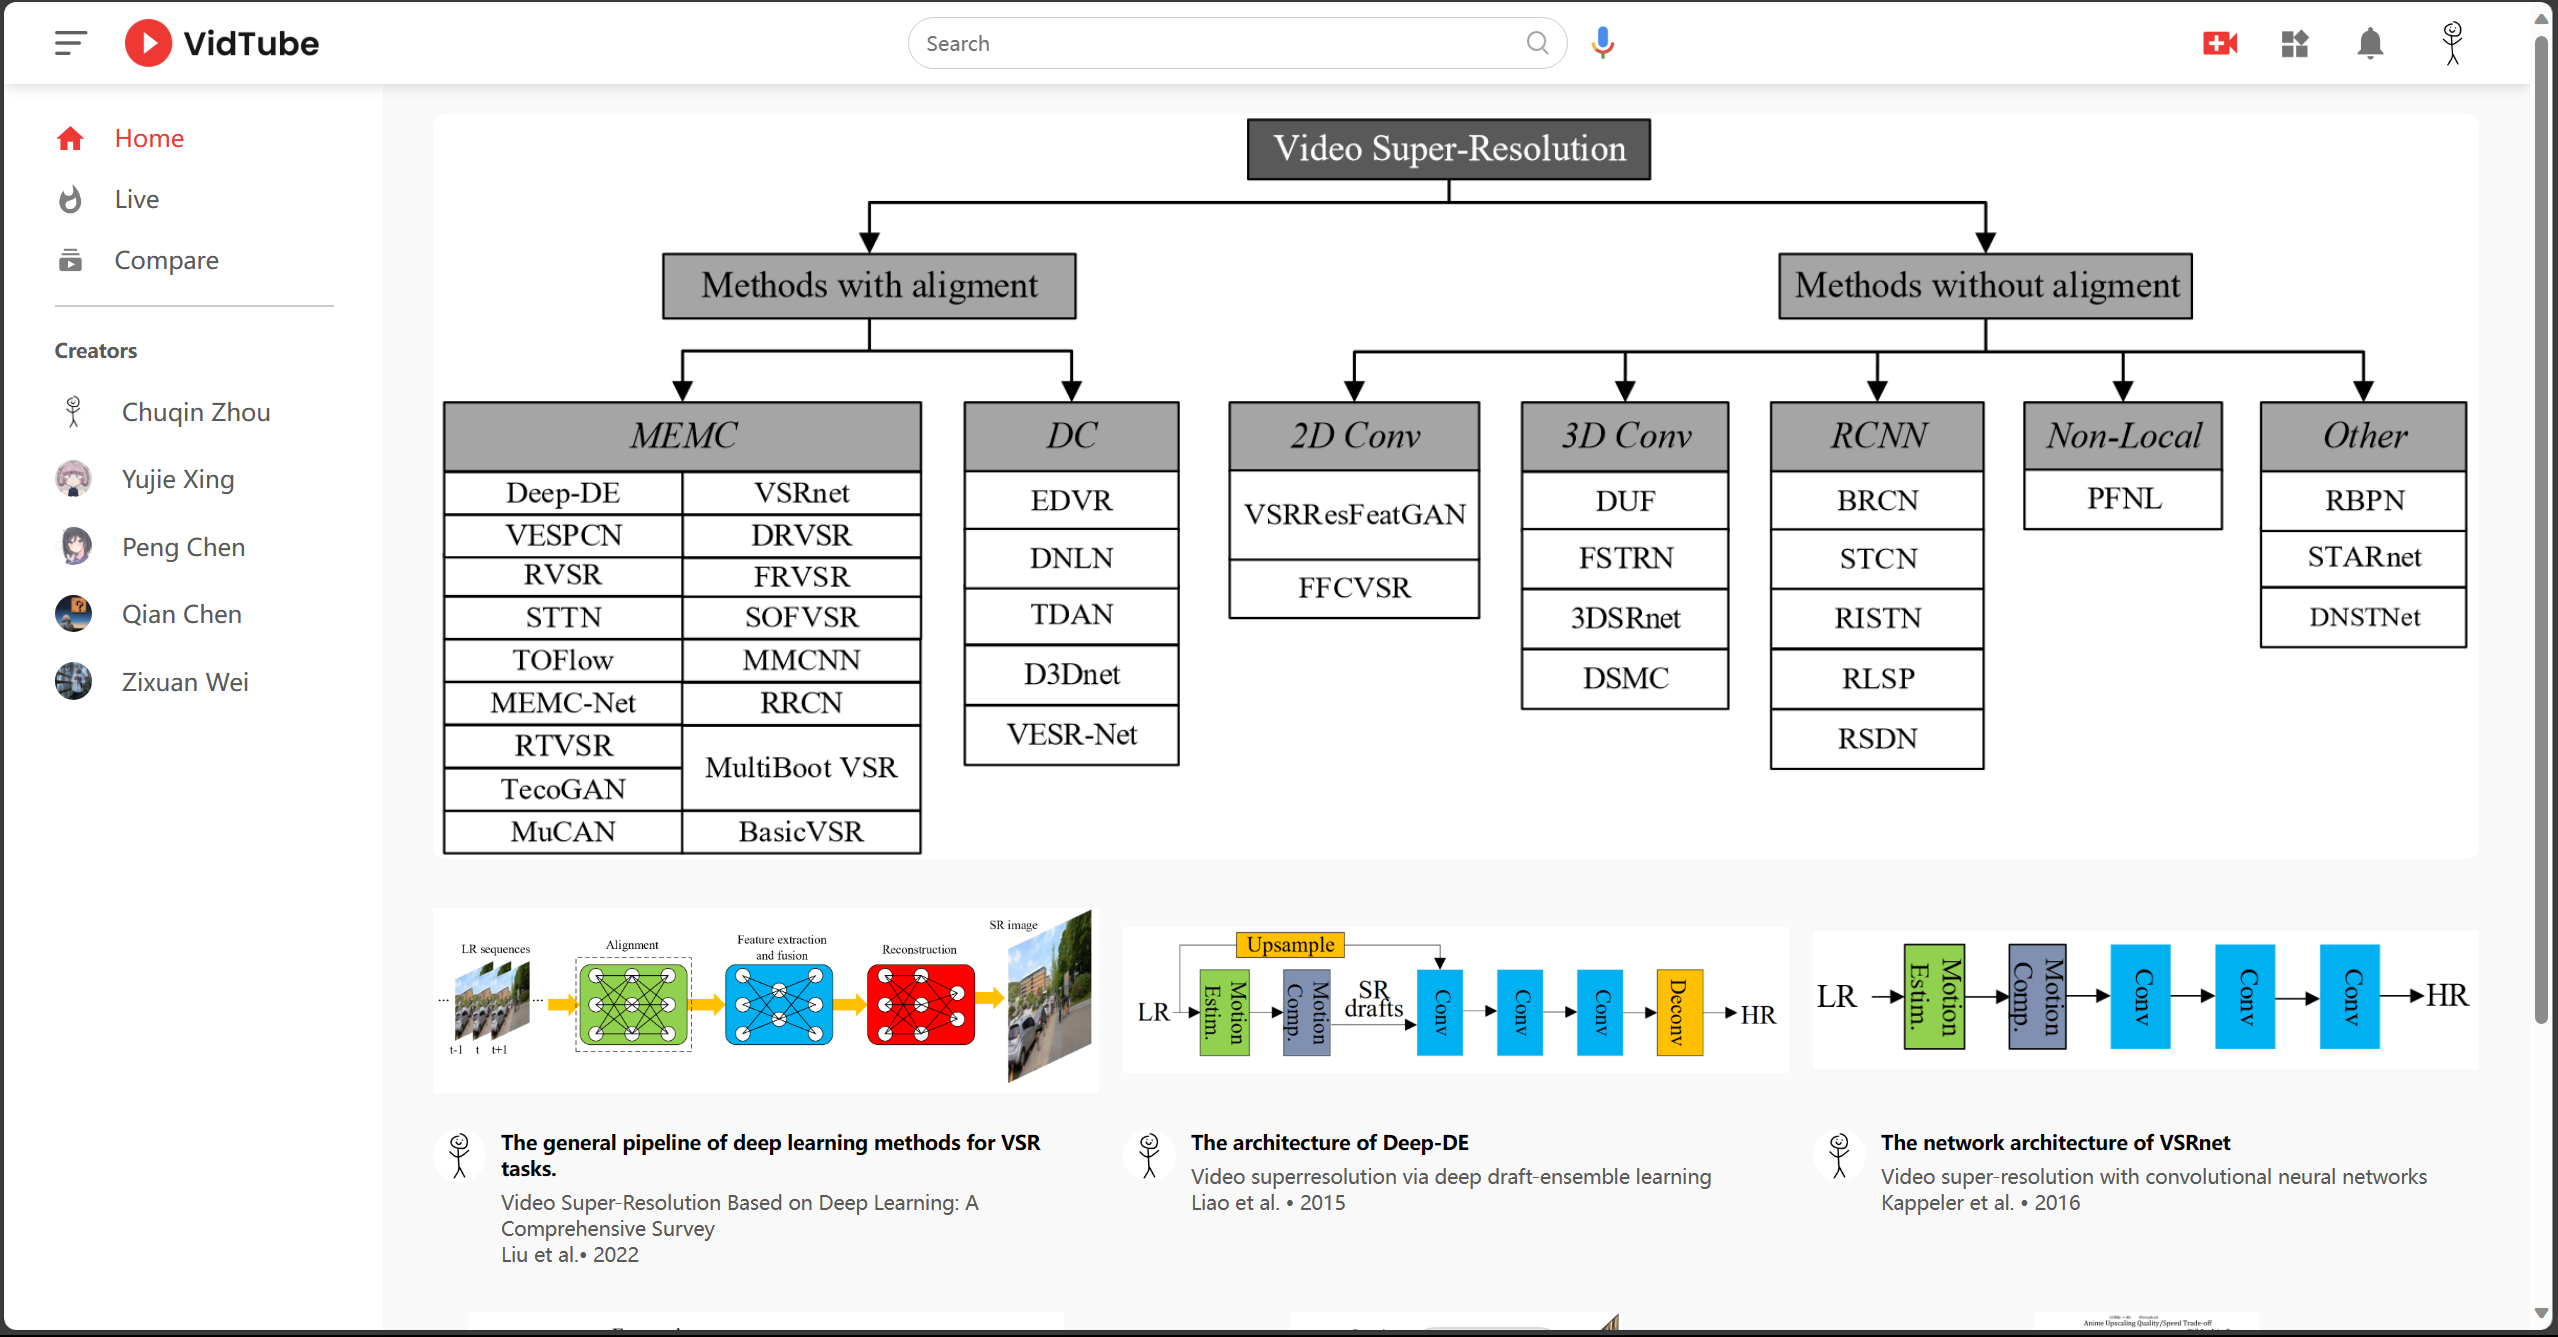 VidTube
Search
Home
Live
Compare
Creators
Chuqin Zhou
Yujie Xing
Peng Chen
Qian Chen
Zixuan Wei
Video Super-Resolution
Methods with aligment
Methods without aligment
MEMC
Deep-DE
VSRnet
VESPCN
DRVSR
RVSR
FRVSR
STTN
SOFVSR
TOFlow
MMCNN
MEMC-Net
RRCN
RTVSR
MultiBoot VSR
TecoGAN
MuCAN
BasicVSR
DC
EDVR
DNLN
TDAN
D3Dnet
VESR-Net
2D Conv
VSRResFeatGAN
FFCVSR
3D Conv
DUF
FSTRN
3DSRnet
DSMC
RCNN
BRCN
STCN
RISTN
RLSP
RSDN
Non-Local
PFNL
Other
RBPN
STARnet
DNSTNet
LR sequences
...
...
t-1 t t+1
Alignment
Feature extraction
and fusion
Reconstruction
SR image
The general pipeline of deep learning methods for VSR
tasks.
Video Super-Resolution Based on Deep Learning: A
Comprehensive Survey
Liu et al.• 2022
Upsample
LR
Motion
Estim.
Motion
Comp.
SR
drafts
Conv
Conv
Conv
Deconv
HR
The architecture of Deep-DE
Video superresolution via deep draft-ensemble learning
Liao et al. • 2015
LR
Motion
Estim.
Motion
Comp.
Conv
Conv
Conv
HR
The network architecture of VSRnet
Video super-resolution with convolutional neural networks
Kappeler et al. • 2016
Anime Upscaling Quality/Speed Trade-off